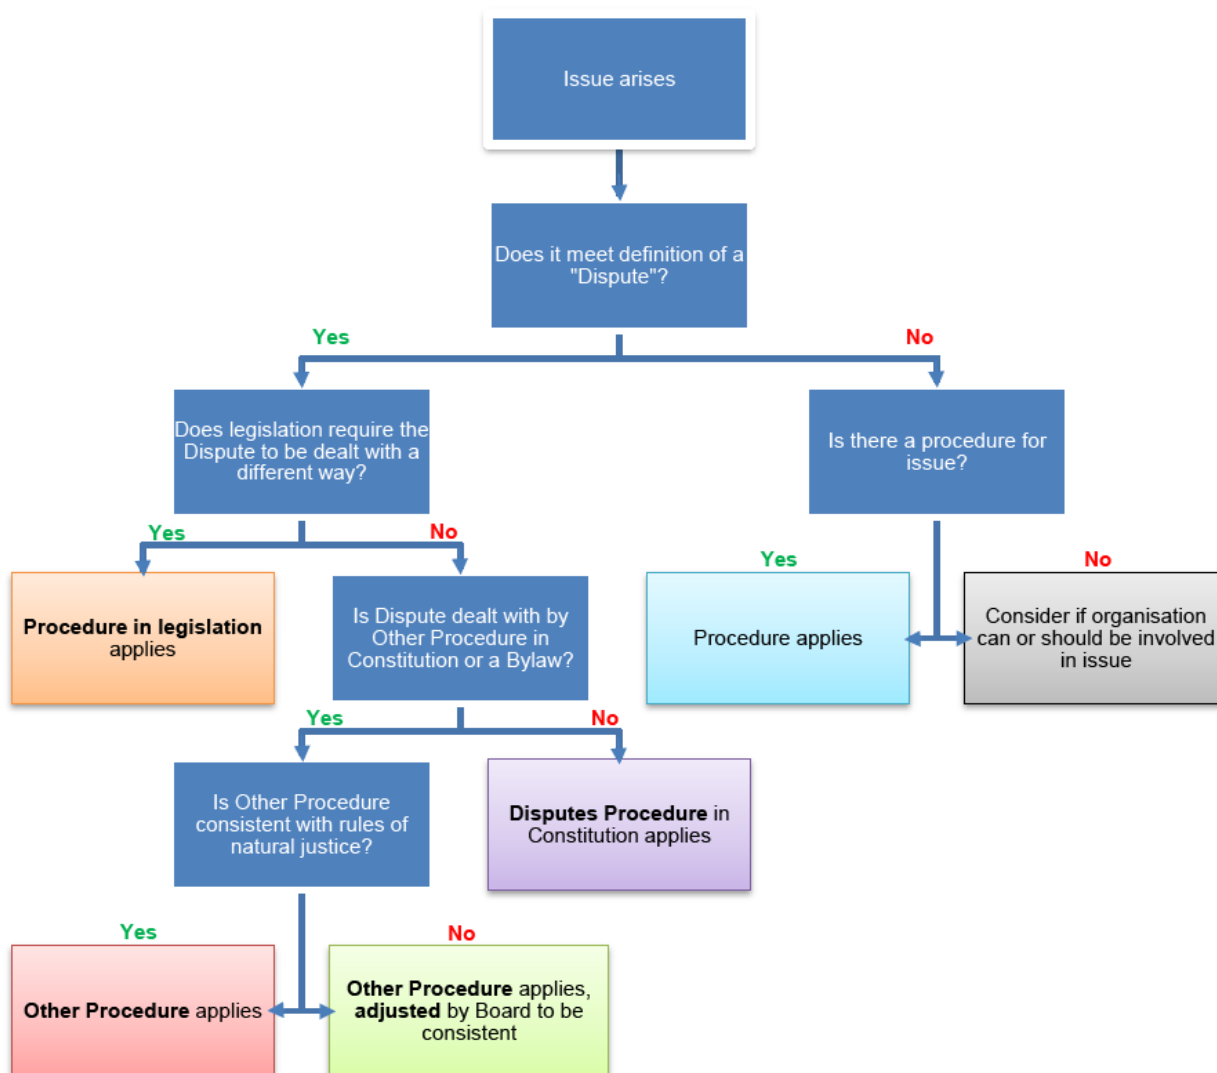 Issue arises
Does it meet definition of a
"Dispute"?
Yes
No
Does legislation require the
Dispute to be dealt with a
different way?
Is there a procedure for
issue?
Yes
No
Yes
No
Procedure in legislation
applies
Is Dispute dealt with by
Other Procedure in
Constitution or a Bylaw?
Procedure applies
Consider if organisation
can or should be involved
in issue
Yes
No
Is Other Procedure
consistent with rules of
natural justice?
Disputes Procedure in
Constitution applies
Yes
No
Other Procedure applies
Other Procedure applies,
adjusted by Board to be
consistent